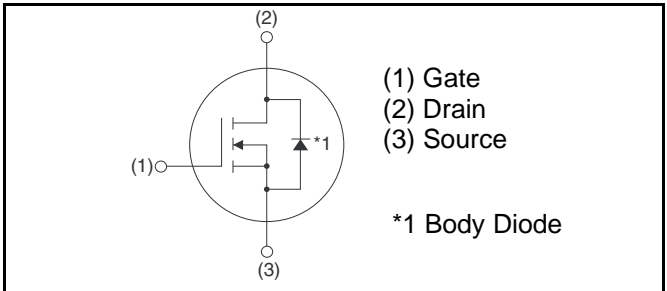 (2)
(1) Gate
(2) Drain
(3) Source
*1
(1)
*1 Body Diode
(3)